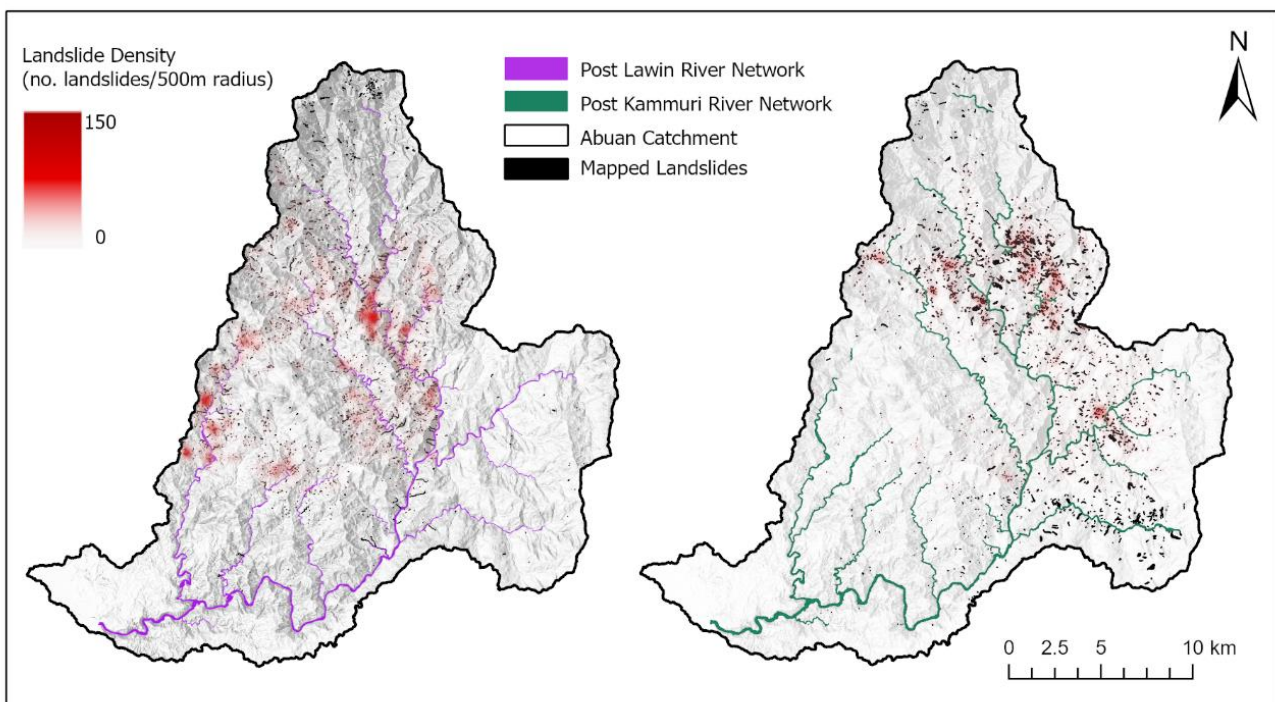 Landslide Density
(no. landslides/500m radius)
150
0
Post Lawin River Network
Post Kammuri River Network
Abuan Catchment
Mapped Landslides
N
0 2.5 5 10 km